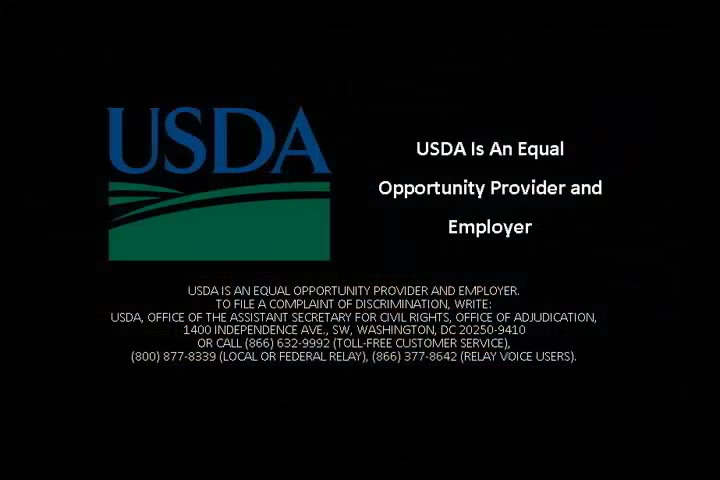 USDA
USDA Is An Equal
Opportunity Provider and
Employer
USDA IS AN EQUAL OPPORTUNITY PROVIDER AND EMPLOYER.
TO FILE A COMPLAINT OF DISCRIMINATION, WRITE:
USDA, OFFICE OF THE ASSISTANT SECRETARY FOR CIVIL RIGHTS, OFFICE OF ADJUDICATION,
1400 INDEPENDENCE AVE., SW, WASHINGTON, DC 20250-9410
OR CALL (866) 632-9992 (TOLL-FREE CUSTOMER SERVICE),
(800) 877-8339 (LOCAL OR FEDERAL RELAY), (866) 377-8642 (RELAY VOICE USERS).